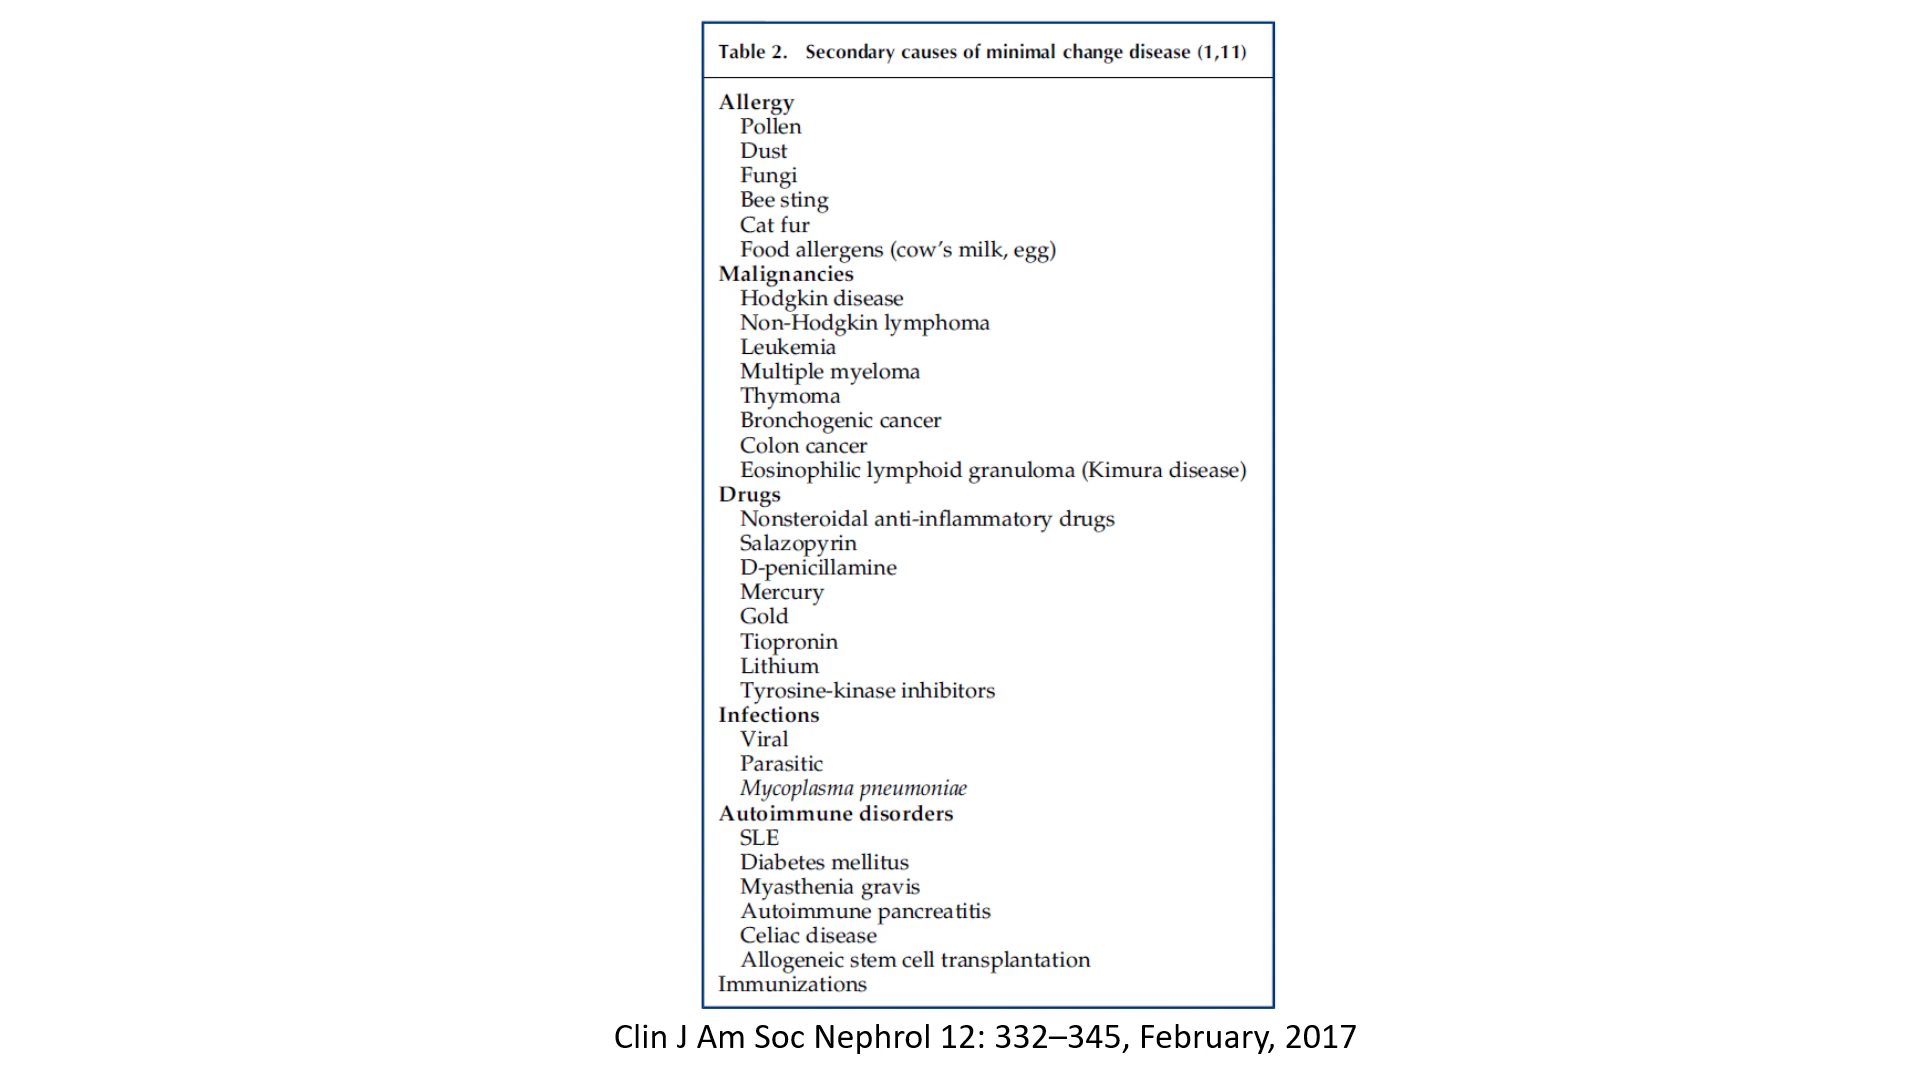 Table 2. Secondary causes of minimal change disease (1,11)
Allergy
Pollen
Dust
Fungi
Bee sting
Cat fur
Food allergens (cow's milk, egg)
Malignancies
Hodgkin disease
Non-Hodgkin lymphoma
Leukemia
Multiple myeloma
Thymoma
Bronchogenic cancer
Colon cancer
Eosinophilic lymphoid granuloma (Kimura disease)
Drugs
Nonsteroidal anti-inflammatory drugs
Salazopyrin
D-penicillamine
Mercury
Gold
Tiopronin
Lithium
Tyrosine-kinase inhibitors
Infections
Viral
Parasitic
Mycoplasma pneumoniae
Autoimmune disorders
SLE
Diabetes mellitus
Myasthenia gravis
Autoimmune pancreatitis
Celiac disease
Allogeneic stem cell transplantation
Immunizations
Clin J Am Soc Nephrol 12: 332–345, February, 2017